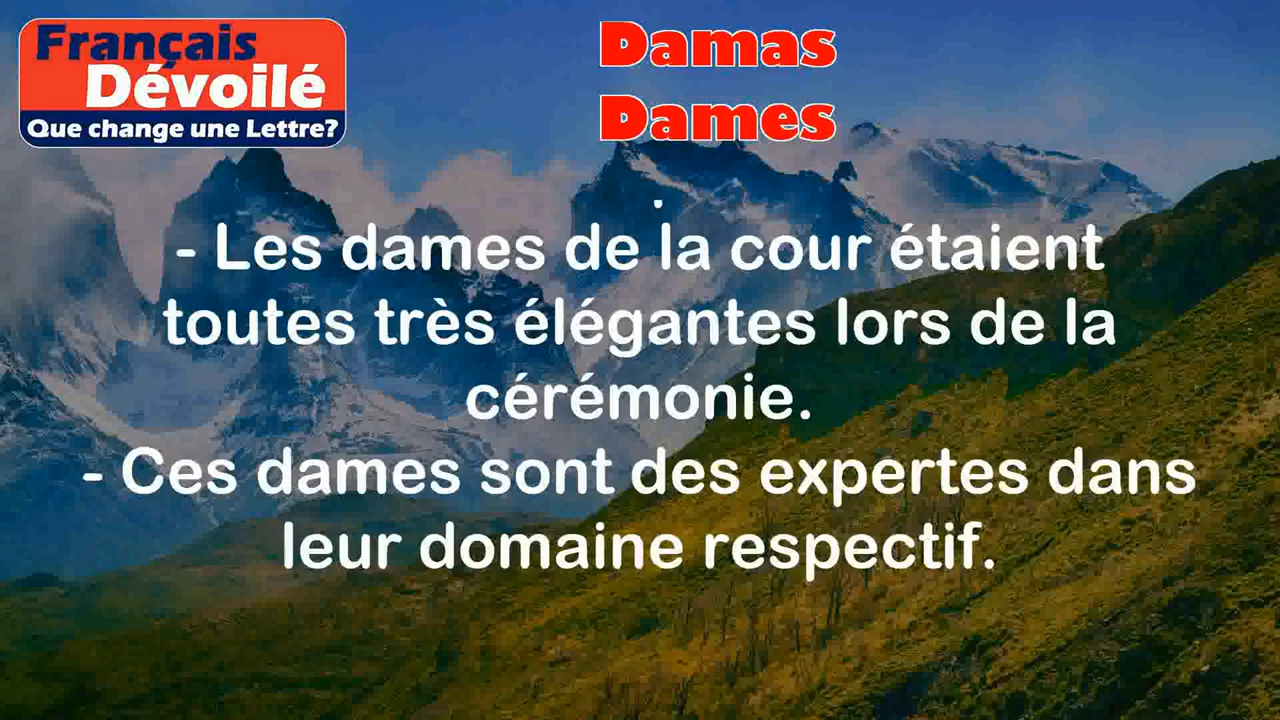 Français
Dévoilé
Que change une Lettre?
Damas
Dames
.
- Les dames de la cour étaient
toutes très élégantes lors de la
cérémonie.
- Ces dames sont des expertes dans
leur domaine respectif.